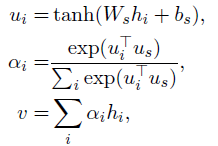 u_i = tanh(W_s h_i + b_s),
α_i = exp(u_i^⊤ u_s) / ∑_i exp(u_i^⊤ u_s),
v = ∑_i α_i h_i,